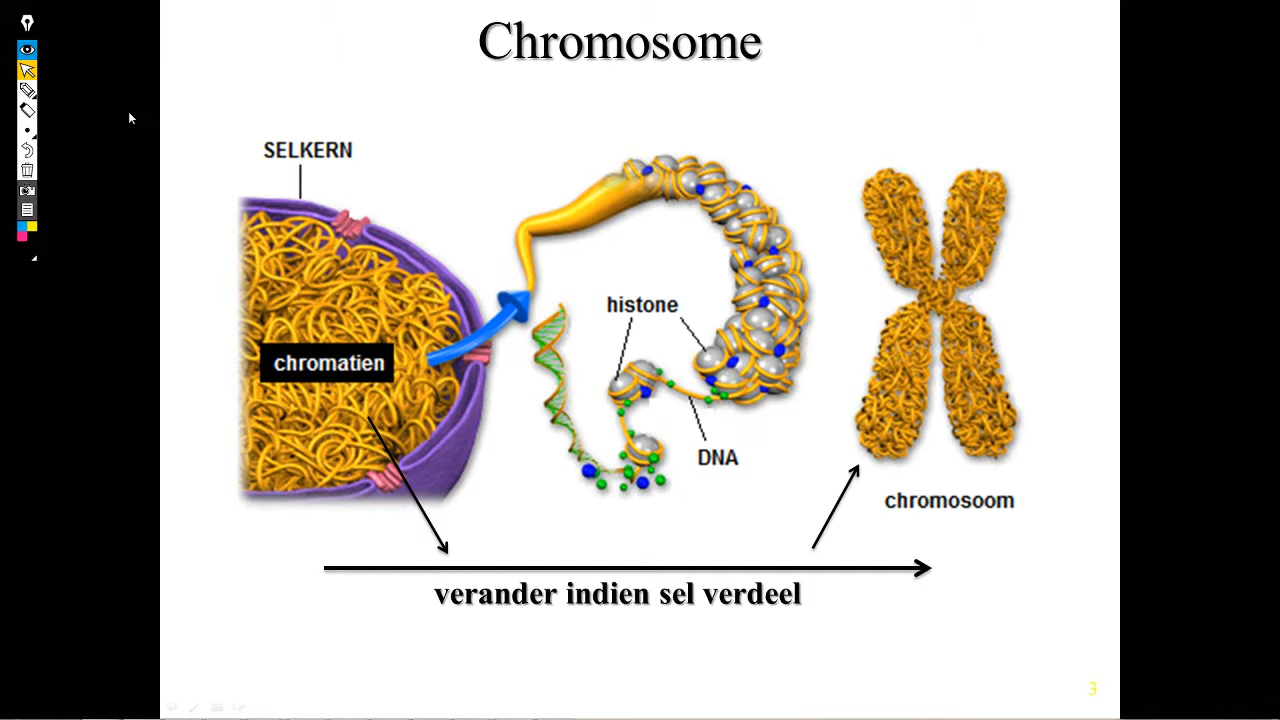 Chromosome
SELKERN
histone
chromatien
DNA
chromosoom
verander indien sel verdeel
3